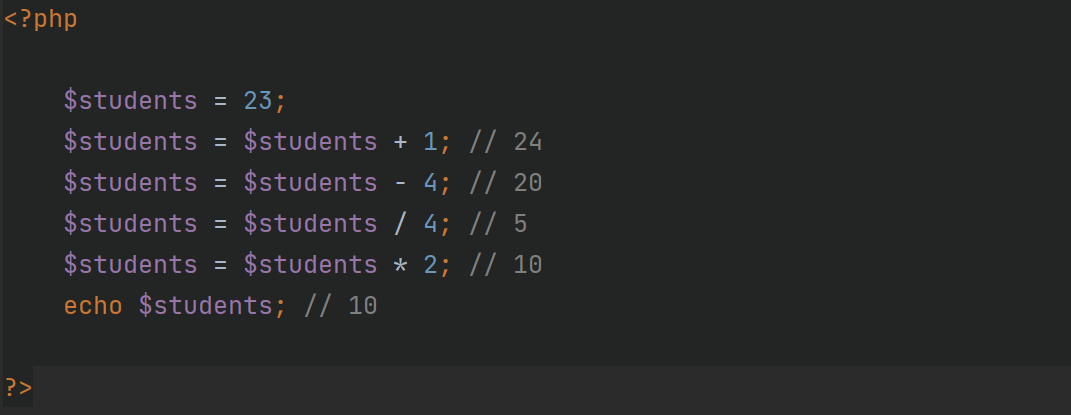 <?php
$students = 23;
$students = $students + 1; // 24
$students = $students - 4; // 20
$students = $students / 4; // 5
$students = $students * 2; // 10
echo $students; // 10
?>